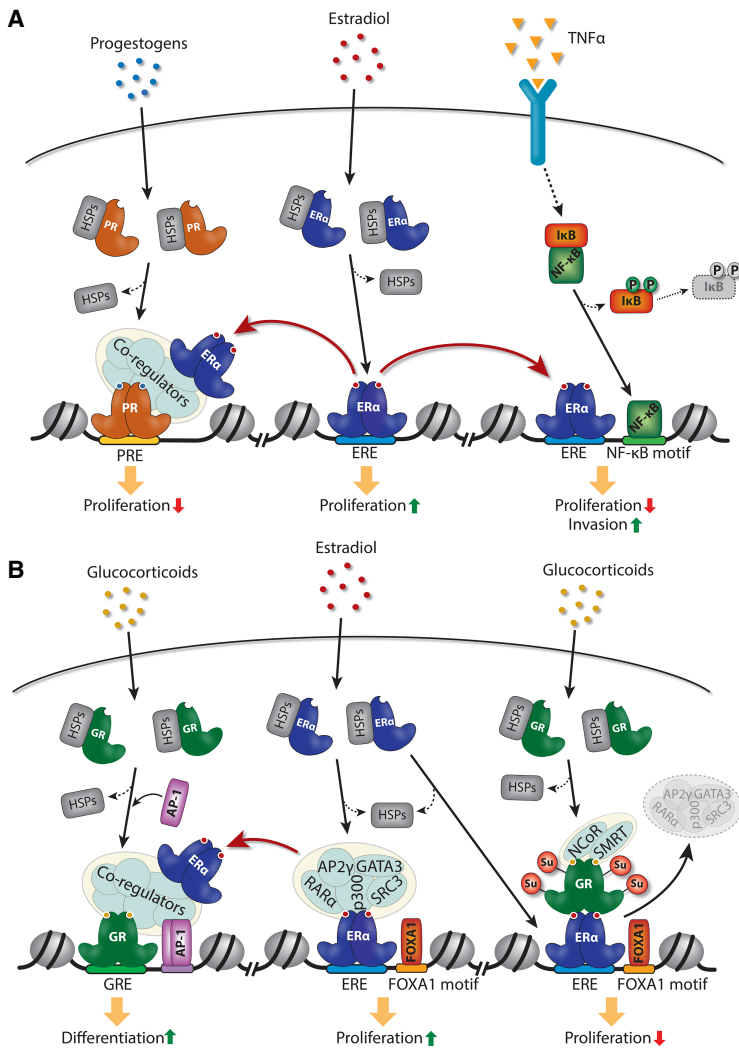 A
Progestogens
Estradiol
TNFα
HSPs
PR
HSPs
PR
HSPs
ERα
HSPs
ERα
IκB
NF-κB
HSPs
HSPs
P
P
IκB
P
P
IκB
Co-regulators
ERα
PR
ERα
ERα
NF-κB
PRE
ERE
ERE
NF-κB motif
Proliferation
Proliferation
Proliferation
Invasion
B
Glucocorticoids
Estradiol
Glucocorticoids
HSPs
GR
HSPs
GR
HSPs
ERα
HSPs
ERα
HSPs
GR
HSPs
GR
HSPs
AP-1
HSPs
HSPs
AP2γ
GATA3
RARα
p300
SRC3
Co-regulators
ERα
AP2γ
GATA3
RARα
p300
SRC3
NCoR
SMRT
Su
Su
Su
Su
GR
GR
AP-1
ERα
FOXA1
ERα
FOXA1
GRE
ERE
FOXA1 motif
ERE
FOXA1 motif
Differentiation
Proliferation
Proliferation